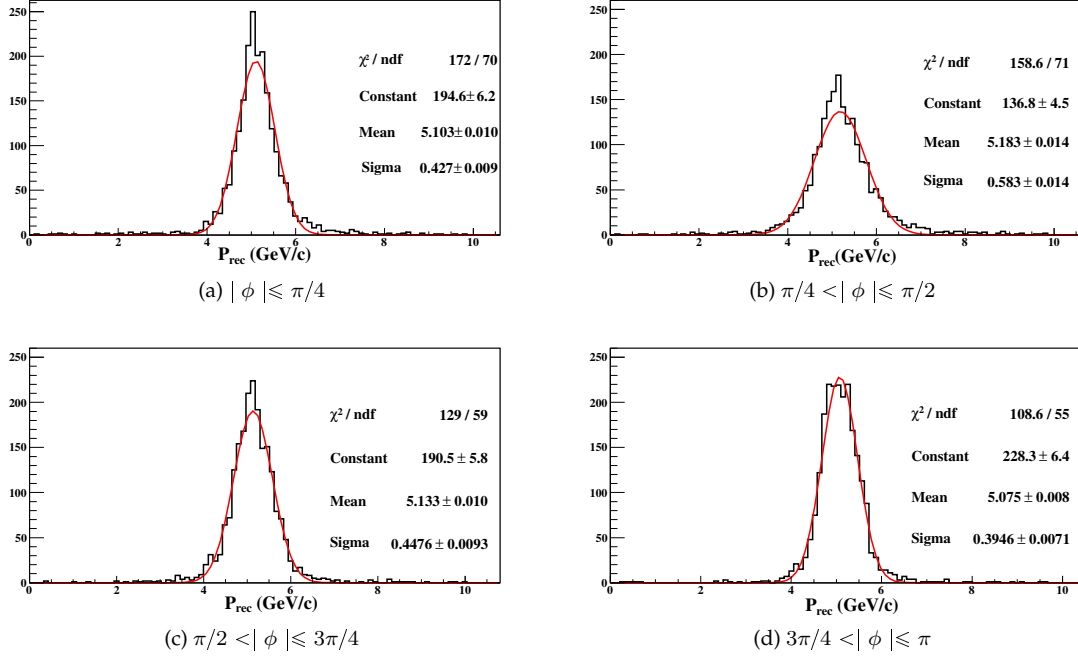 250
200
150
100
50
0
χ² / ndf 172 / 70
Constant 194.6 ± 6.2
Mean 5.103 ± 0.010
Sigma 0.427 ± 0.009
0 2 4 6 8 10
P_rec (GeV/c)
(a) | ϕ |⩽ π/4
250
200
150
100
50
0
χ² / ndf 158.6 / 71
Constant 136.8 ± 4.5
Mean 5.183 ± 0.014
Sigma 0.583 ± 0.014
0 2 4 6 8 10
P_rec(GeV/c)
(b) π/4 <| ϕ |⩽ π/2
250
200
150
100
50
0
χ² / ndf 129 / 59
Constant 190.5 ± 5.8
Mean 5.133 ± 0.010
Sigma 0.4476 ± 0.0093
0 2 4 6 8 10
P_rec (GeV/c)
(c) π/2 <| ϕ |⩽ 3π/4
250
200
150
100
50
0
χ² / ndf 108.6 / 55
Constant 228.3 ± 6.4
Mean 5.075 ± 0.008
Sigma 0.3946 ± 0.0071
0 2 4 6 8 10
P_rec (GeV/c)
(d) 3π/4 <| ϕ |⩽ π